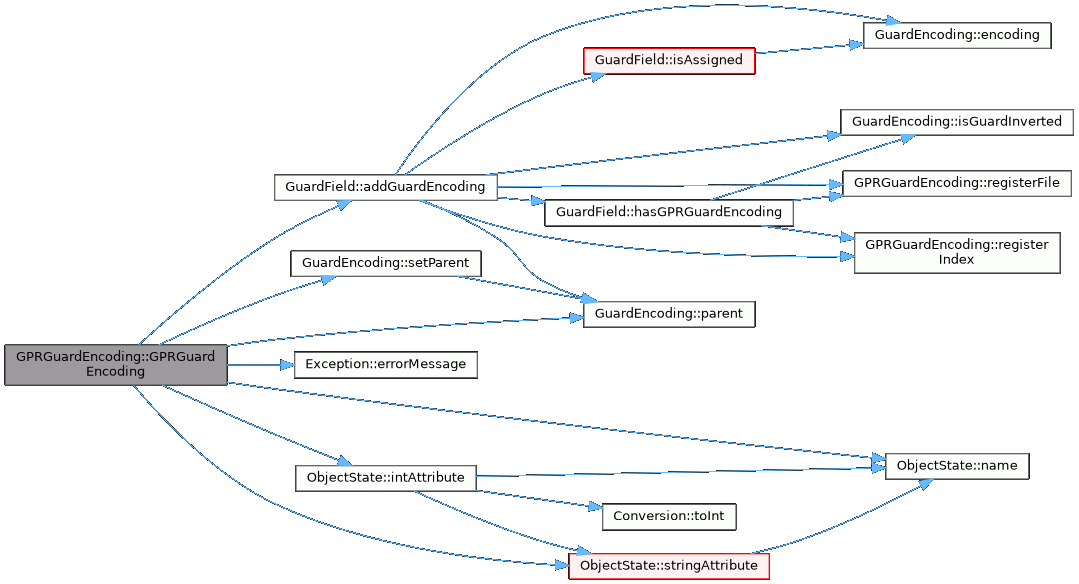 GuardEncoding::encoding
GuardField::isAssigned
GuardEncoding::isGuardInverted
GuardField::addGuardEncoding
GPRGuardEncoding::registerFile
GuardField::hasGPRGuardEncoding
GPRGuardEncoding::register
Index
GuardEncoding::setParent
GuardEncoding::parent
GPRGuardEncoding::GPRGuard
Encoding
Exception::errorMessage
ObjectState::name
ObjectState::intAttribute
Conversion::toInt
ObjectState::stringAttribute